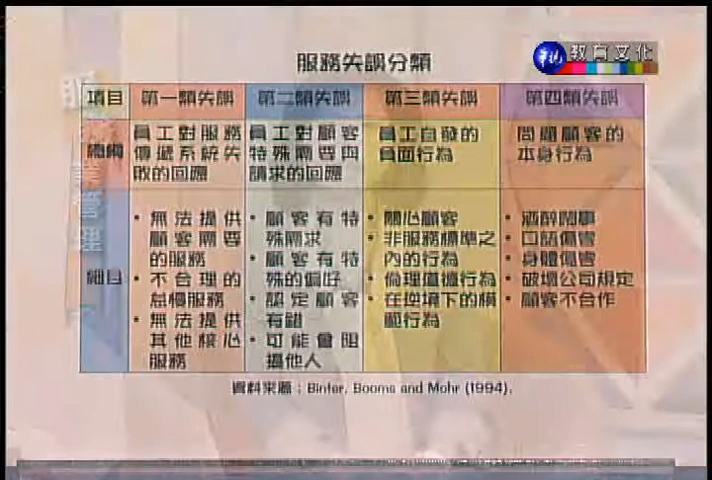 服務失誤分類
華視 教育文化
項目 第一類失誤 第二類失誤 第三類失誤 第四類失誤
總綱
員工對服務
傳遞系統失
敗的回應
員工對顧客
特殊需要與
請求的回應
員工自發的
負面行為
問題顧客的
本身行為
細目
• 無法提供
顧客需要
的服務
• 不合理的
怠慢服務
• 無法提供
其他核心
服務
• 顧客有特
殊需求
• 顧客有特
殊的偏好
• 認定顧客
有錯
• 可能會阻
撓他人
• 關心顧客
• 非服務標準之
內的行為
• 倫理值德行為
• 在逆境下的模
範行為
• 酒醉鬧事
• 口語傷害
• 身體傷害
• 破壞公司規定
• 顧客不合作
資料來源：Binter, Booms and Mohr (1994).